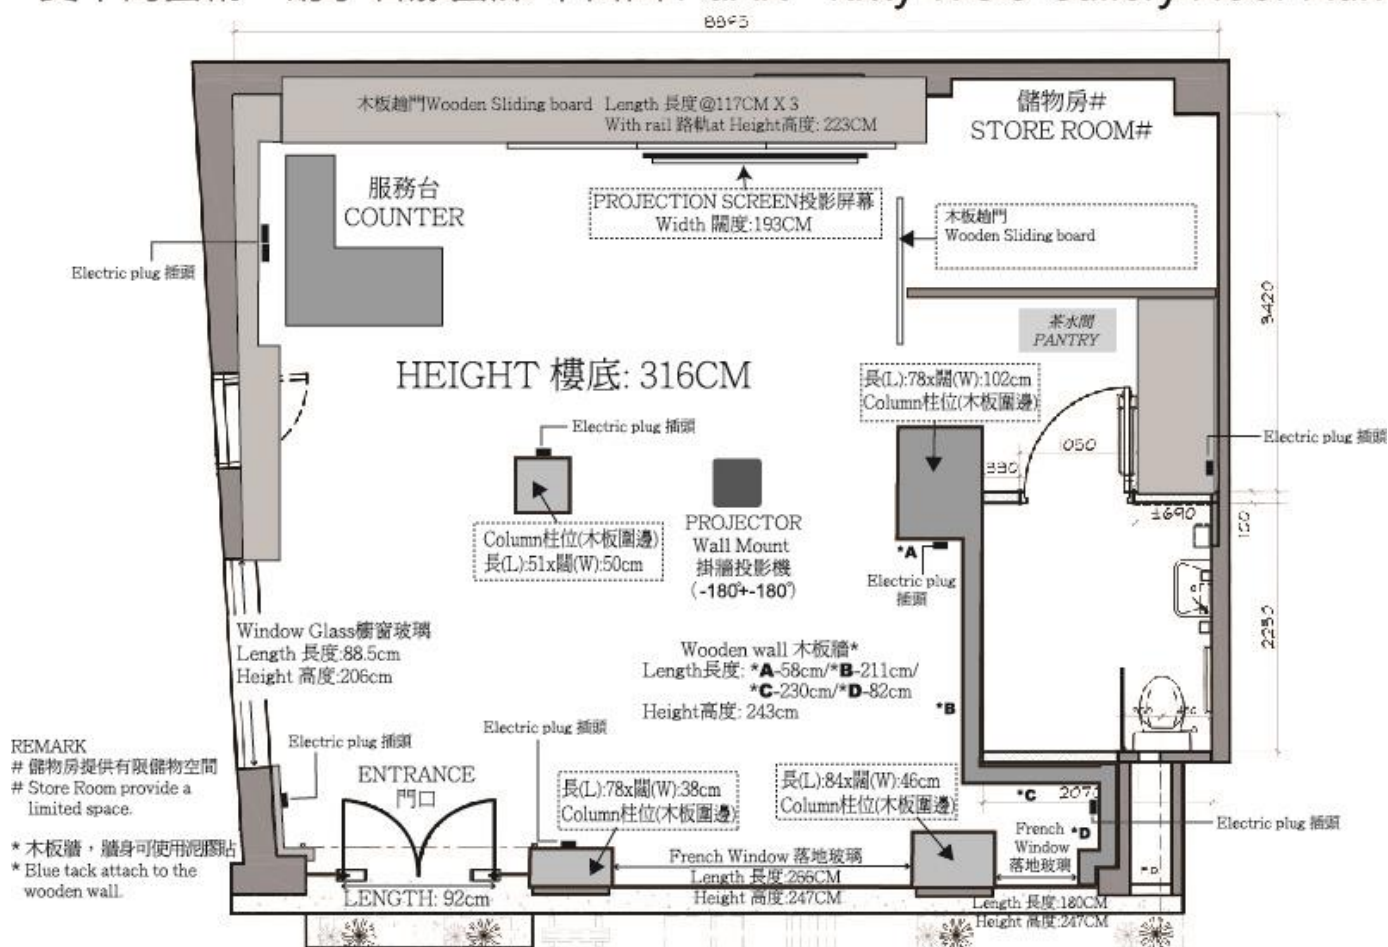 8893
木板趟門Wooden Sliding board Length 長度@117CM X 3
With rail 路軌at Height高度: 223CM
儲物房#
STORE ROOM#
服務台
COUNTER
PROJECTION SCREEN投影屏幕
Width 闊度:193CM
木板趟門
Wooden Sliding board
Electric plug 插頭
3420
茶水間
PANTRY
HEIGHT 樓底: 316CM
長(L):78x闊(W):102cm
Column柱位(木板圍邊)
Electric plug 插頭
Electric plug 插頭
1050
330
1690
150
Column柱位(木板圍邊)
長(L):51x闊(W):50cm
PROJECTOR
Wall Mount
掛牆投影機
(-180°+-180°)
*A
Electric plug
插頭
2250
Window Glass櫥窗玻璃
Length 長度:88.5cm
Height 高度:206cm
Wooden wall 木板牆*
Length長度: *A-58cm/*B-211cm/
*C-230cm/*D-82cm
Height高度: 243cm
*B
REMARK
# 儲物房提供有限儲物空間
# Store Room provide a
limited space.
* 木板牆，牆身可使用泥膠貼
* Blue tack attach to the
wooden wall.
Electric plug 插頭
Electric plug 插頭
ENTRANCE
門口
長(L):78x闊(W):38cm
Column柱位(木板圍邊)
長(L):84x闊(W):46cm
Column柱位(木板圍邊)
*C
207
*D
French
Window
落地玻璃
Electric plug 插頭
French Window 落地玻璃
Length 長度:266CM
Height 高度:247CM
LENGTH: 92cm
Length 長度:180CM
Height 高度:247CM